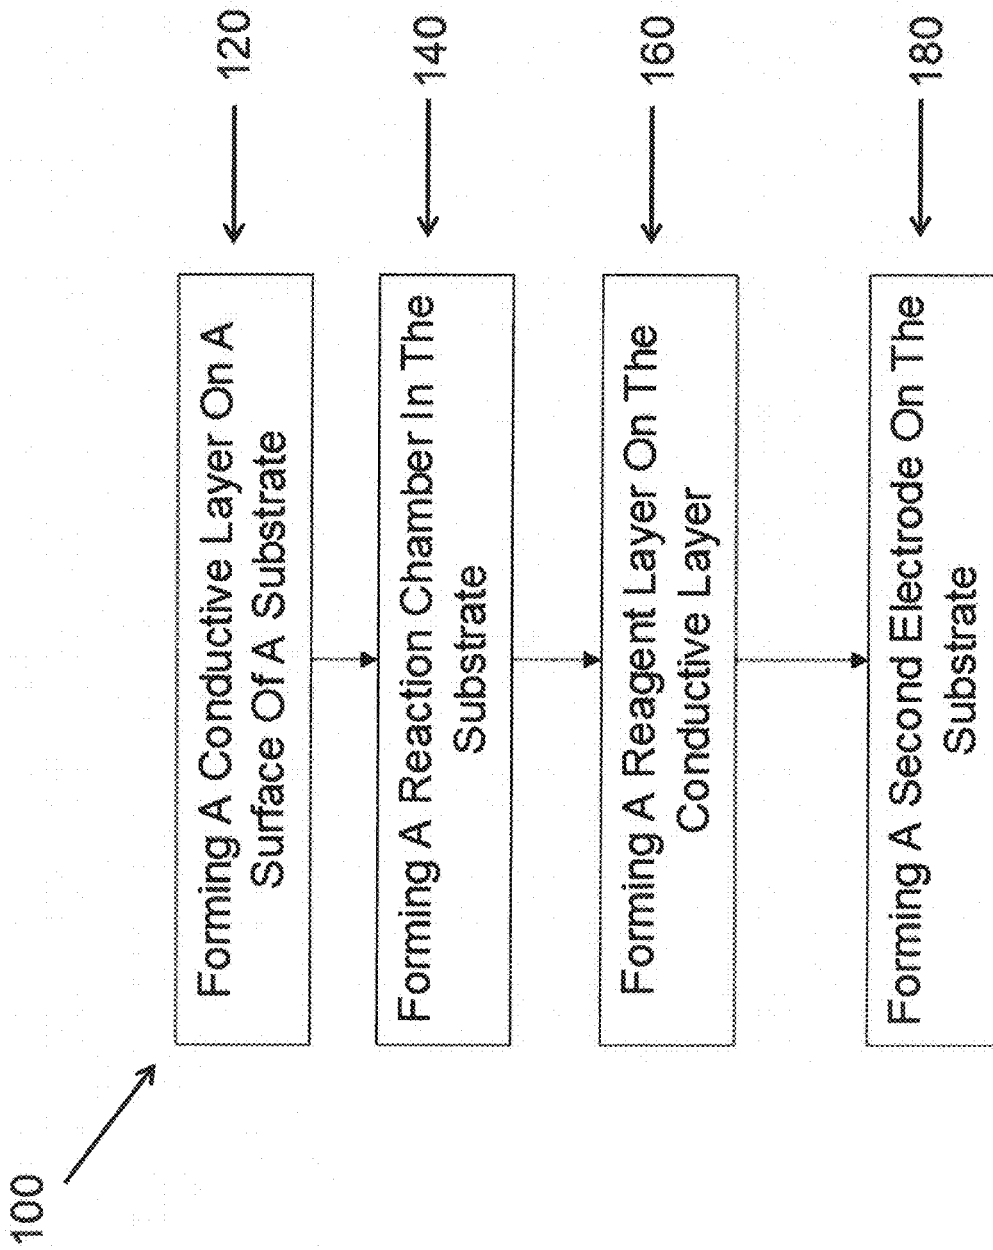 100
Forming A Conductive Layer On A
Surface Of A Substrate
120
Forming A Reaction Chamber In The
Substrate
140
Forming A Reagent Layer On The
Conductive Layer
160
Forming A Second Electrode On The
Substrate
180